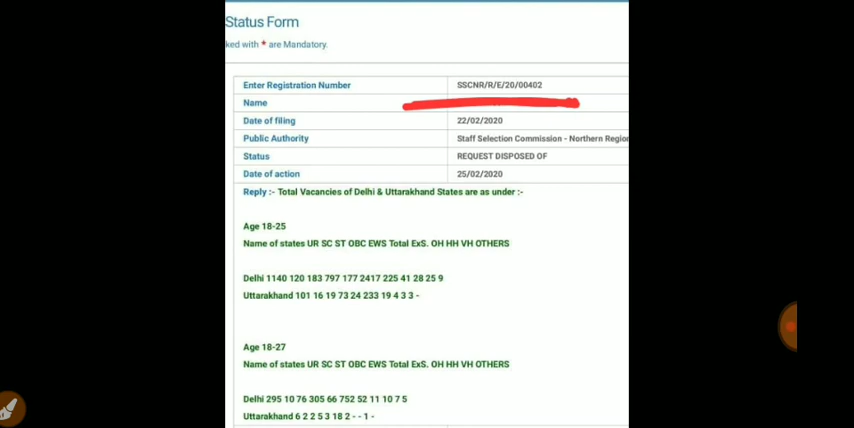 Status Form
ked with * are Mandatory.
Enter Registration Number SSCNR/R/E/20/00402
Name
Date of filing 22/02/2020
Public Authority Staff Selection Commission - Northern Region
Status REQUEST DISPOSED OF
Date of action 25/02/2020
Reply :- Total Vacancies of Delhi & Uttarakhand States are as under :-
Age 18-25
Name of states UR SC ST OBC EWS Total ExS. OH HH VH OTHERS
Delhi 1140 120 183 797 177 2417 225 41 28 25 9
Uttarakhand 101 16 19 73 24 233 19 4 3 3 -
Age 18-27
Name of states UR SC ST OBC EWS Total ExS. OH HH VH OTHERS
Delhi 295 10 76 305 66 752 52 11 10 7 5
Uttarakhand 6 2 2 5 3 18 2 - - 1 -